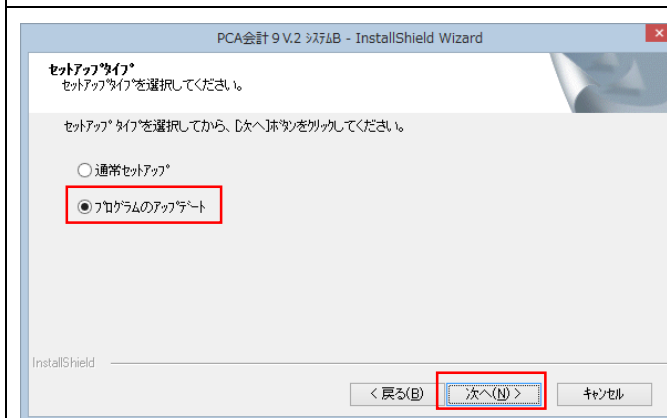 PCA会計 9 V.2 ｼｽﾃﾑB - InstallShield Wizard
ｾｯﾄｱｯﾌﾟﾀｲﾌﾟ
ｾｯﾄｱｯﾌﾟﾀｲﾌﾟを選択してください。
ｾｯﾄｱｯﾌﾟ ﾀｲﾌﾟを選択してから、[次へ]ﾎﾞﾀﾝをｸﾘｯｸしてください。
通常ｾｯﾄｱｯﾌﾟ
ﾌﾟﾛｸﾞﾗﾑのｱｯﾌﾟﾃﾞｰﾄ
InstallShield
< 戻る(B) 次へ(N) > ｷｬﾝｾﾙ